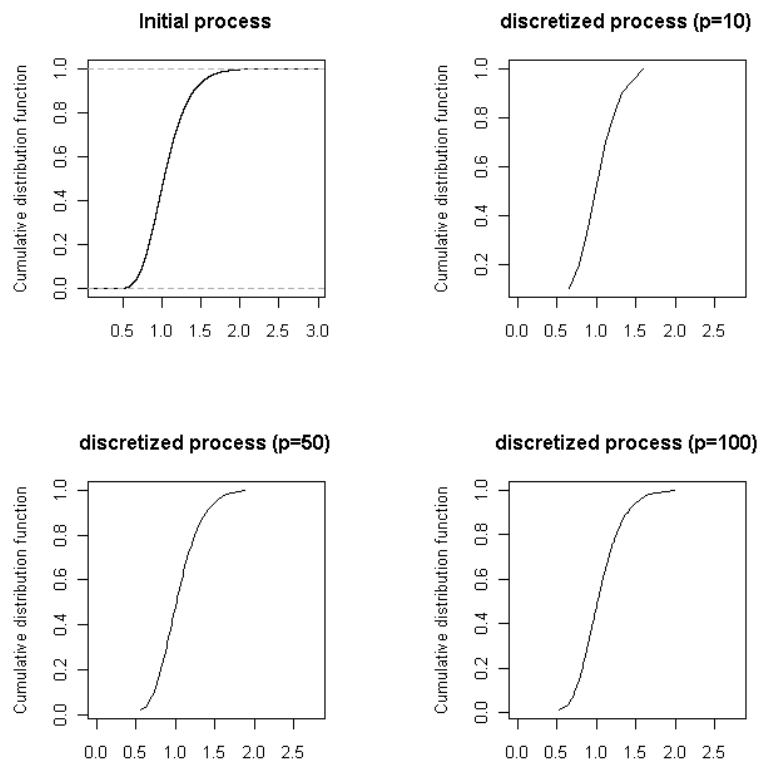 Initial process
Cumulative distribution function
0.0 0.2 0.4 0.6 0.8 1.0
0.5 1.0 1.5 2.0 2.5 3.0
discretized process (p=10)
Cumulative distribution function
0.2 0.4 0.6 0.8 1.0
0.0 0.5 1.0 1.5 2.0 2.5
discretized process (p=50)
Cumulative distribution function
0.0 0.2 0.4 0.6 0.8 1.0
0.0 0.5 1.0 1.5 2.0 2.5
discretized process (p=100)
Cumulative distribution function
0.0 0.2 0.4 0.6 0.8 1.0
0.0 0.5 1.0 1.5 2.0 2.5